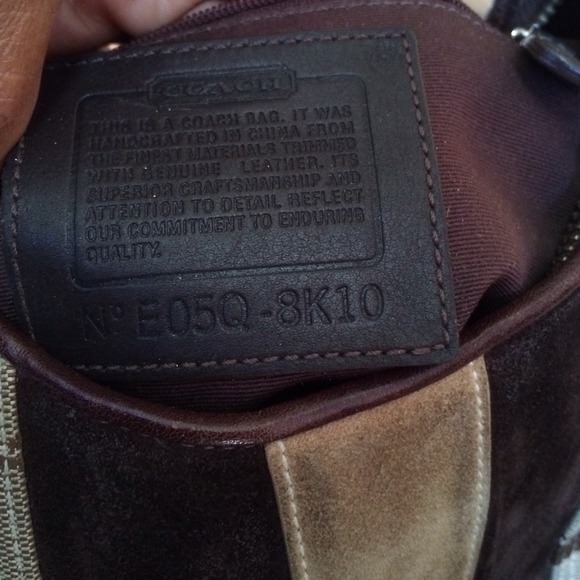 COACH
THIS IS A COACH BAG. IT WAS
HANDCRAFTED IN CHINA FROM
THE FINEST MATERIALS TRIMMED
WITH GENUINE LEATHER. ITS
SUPERIOR CRAFTSMANSHIP AND
ATTENTION TO DETAIL REFLECT
OUR COMMITMENT TO ENDURING
QUALITY.
Nº E05Q-8K10